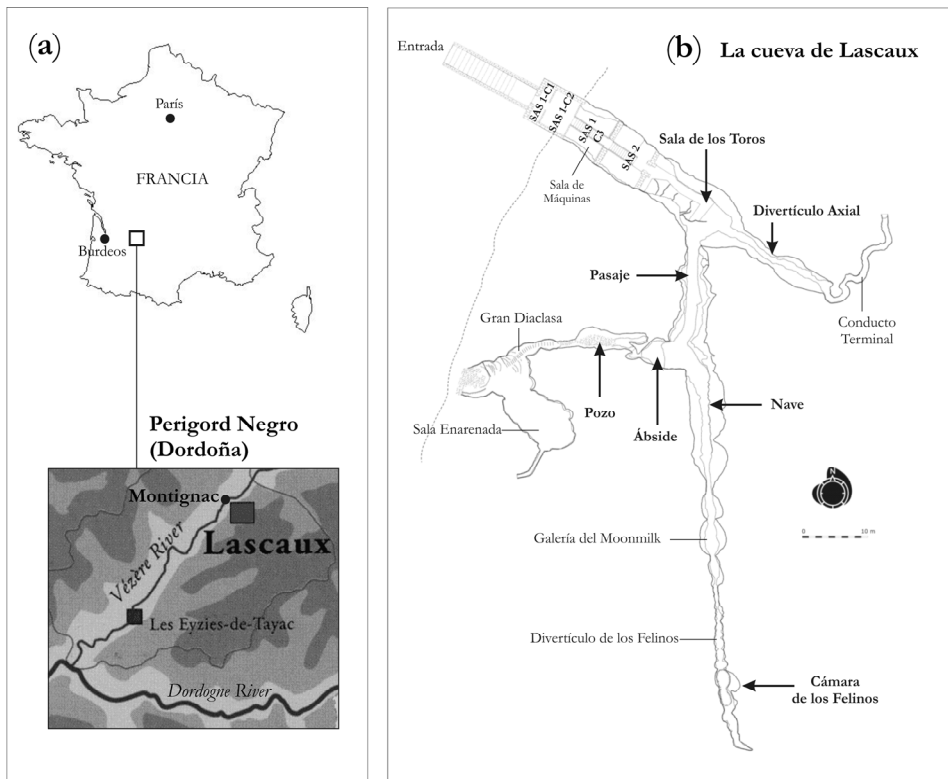 (a)
París
FRANCIA
Burdeos
Perigord Negro
(Dordoña)
Montignac
Lascaux
Vézère River
Les Eyzies-de-Tayac
Dordogne River
(b) La cueva de Lascaux
Entrada
SAS 1-C1
SAS 1-C2
SAS 1
C3
SAS 2
Sala de
Máquinas
Sala de los Toros
Divertículo Axial
Pasaje
Conducto
Terminal
Gran Diaclasa
Pozo
Ábside
Nave
Sala Enarenada
N
10 m
Galería del Moonmilk
Divertículo de los Felinos
Cámara
de los Felinos